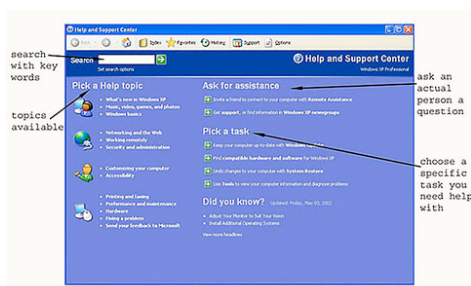 Help and Support Center
Back
Index
Favorites
History
Support
Options
Search
Set search options
Help and Support Center
Windows XP Professional
search
with key
words
topics
available
Pick a Help topic
What's new in Windows XP
Music, video, games, and photos
Windows basics
Networking and the Web
Working remotely
Security and administration
Customizing your computer
Accessibility
Printing and faxing
Performance and maintenance
Hardware
Fixing a problem
Send your feedback to Microsoft
Ask for assistance
Invite a friend to connect to your computer with Remote Assistance
Get support, or find information in Windows XP newsgroups
Pick a task
Keep your computer up-to-date with Windows Update
Find compatible hardware and software for Windows XP
Undo changes to your computer with System Restore
Use Tools to view your computer information and diagnose problems
Did you know? Updated: Friday, May 03, 2002
Adjust Your Monitor to Suit Your Vision
Install Additional Operating Systems
View more headlines
ask an
actual
person a
question
choose a
specific
task you
need help
with